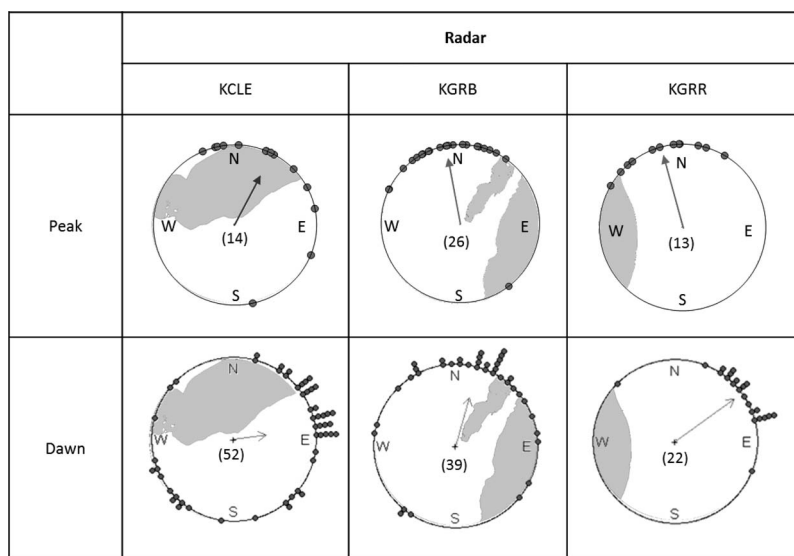 Radar
KCLE KGRB KGRR
Peak
N
W E
(14)
S
N
W E
(26)
S
N
W E
(13)
S
Dawn
N
W E
(52)
S
N
W E
(39)
S
N
W E
(22)
S